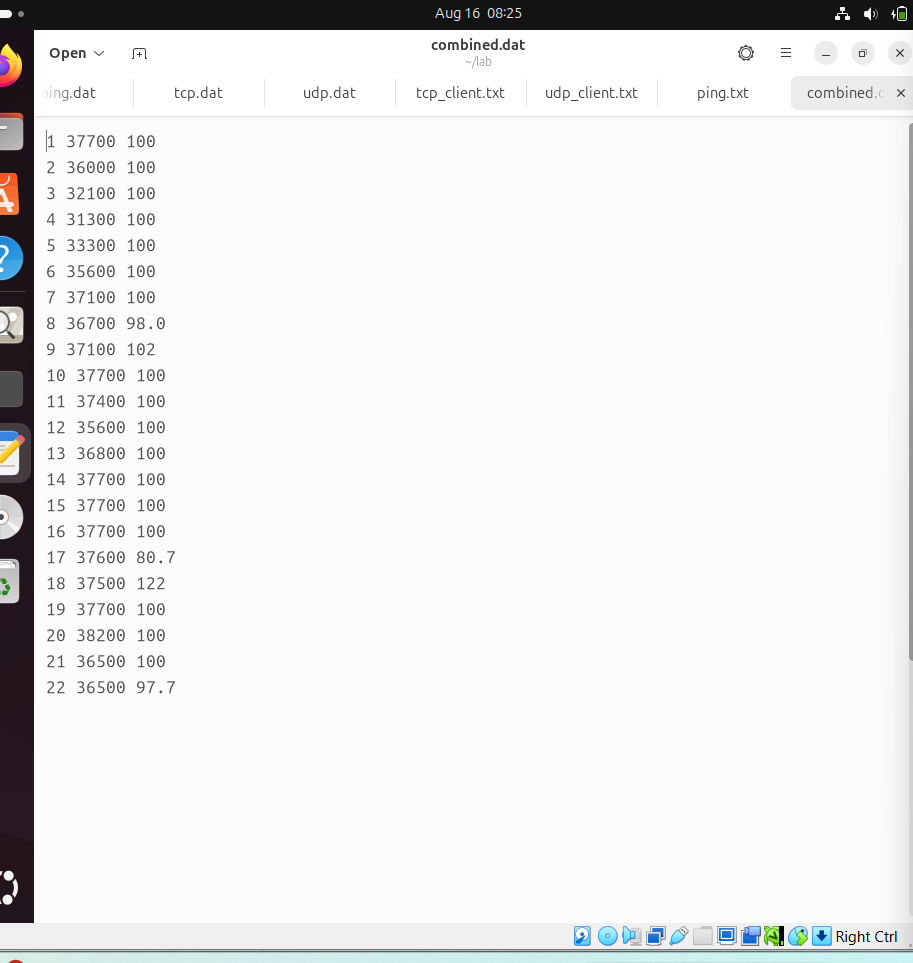 Aug 16 08:25
Open
combined.dat
~/lab
ping.dat
tcp.dat
udp.dat
tcp_client.txt
udp_client.txt
ping.txt
combined.c
1 37700 100
2 36000 100
3 32100 100
4 31300 100
5 33300 100
6 35600 100
7 37100 100
8 36700 98.0
9 37100 102
10 37700 100
11 37400 100
12 35600 100
13 36800 100
14 37700 100
15 37700 100
16 37700 100
17 37600 80.7
18 37500 122
19 37700 100
20 38200 100
21 36500 100
22 36500 97.7
Right Ctrl